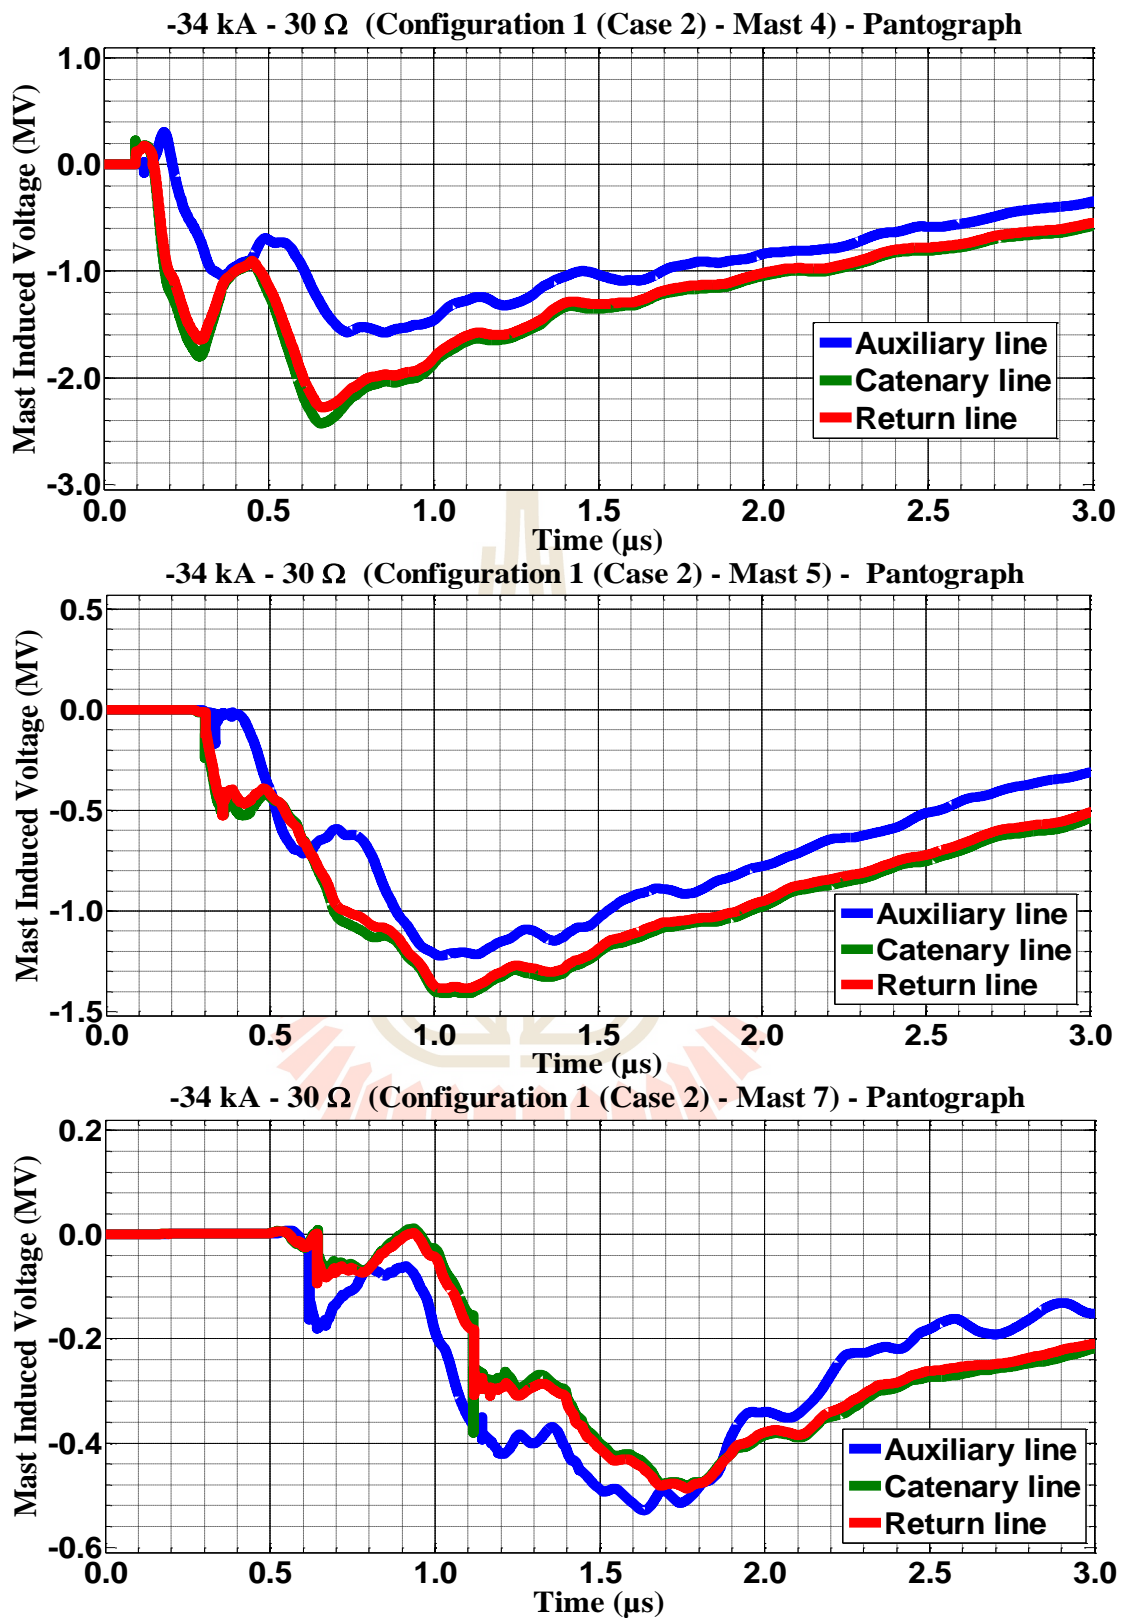 -34 kA - 30 Ω (Configuration 1 (Case 2) - Mast 4) - Pantograph
Mast Induced Voltage (MV)
1.0
0.0
-1.0
-2.0
-3.0
Auxiliary line
Catenary line
Return line
0.0 0.5 1.0 1.5 2.0 2.5 3.0
Time (µs)
-34 kA - 30 Ω (Configuration 1 (Case 2) - Mast 5) - Pantograph
Mast Induced Voltage (MV)
0.5
0.0
-0.5
-1.0
-1.5
Auxiliary line
Catenary line
Return line
0.0 0.5 1.0 1.5 2.0 2.5 3.0
Time (µs)
-34 kA - 30 Ω (Configuration 1 (Case 2) - Mast 7) - Pantograph
Mast Induced Voltage (MV)
0.2
0.0
-0.2
-0.4
-0.6
Auxiliary line
Catenary line
Return line
0.0 0.5 1.0 1.5 2.0 2.5 3.0
Time (µs)